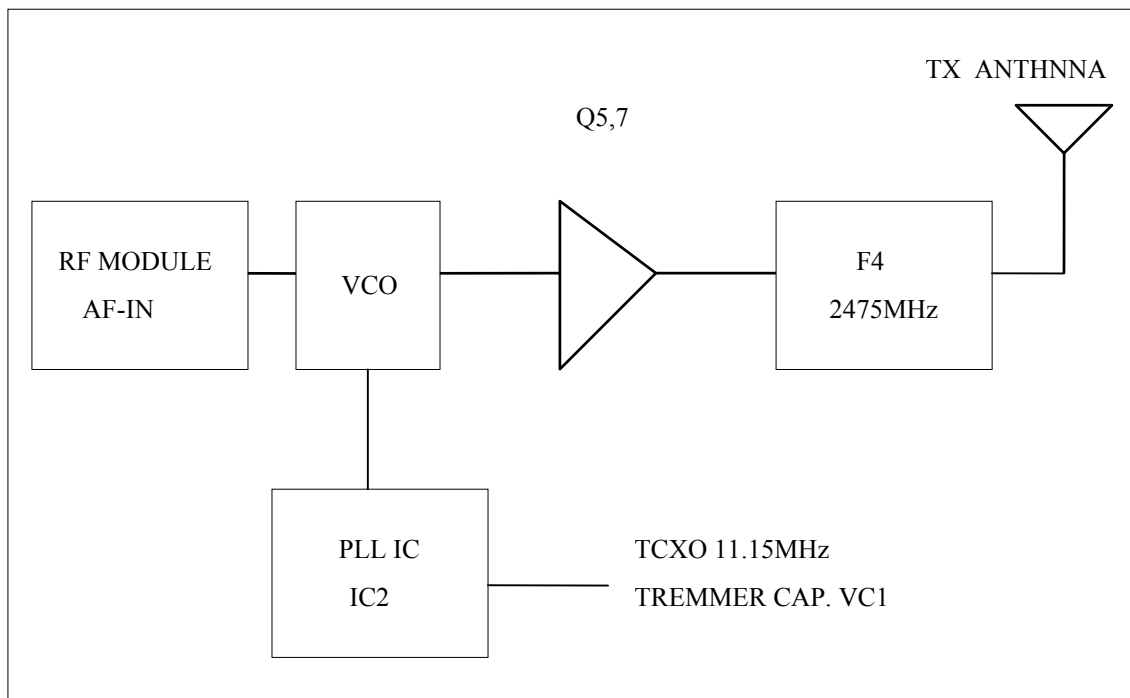 TX ANTHNNA
Q5,7
RF MODULE
AF-IN
VCO
F4
2475MHz
PLL IC
IC2
TCXO 11.15MHz
TREMMER CAP. VC1